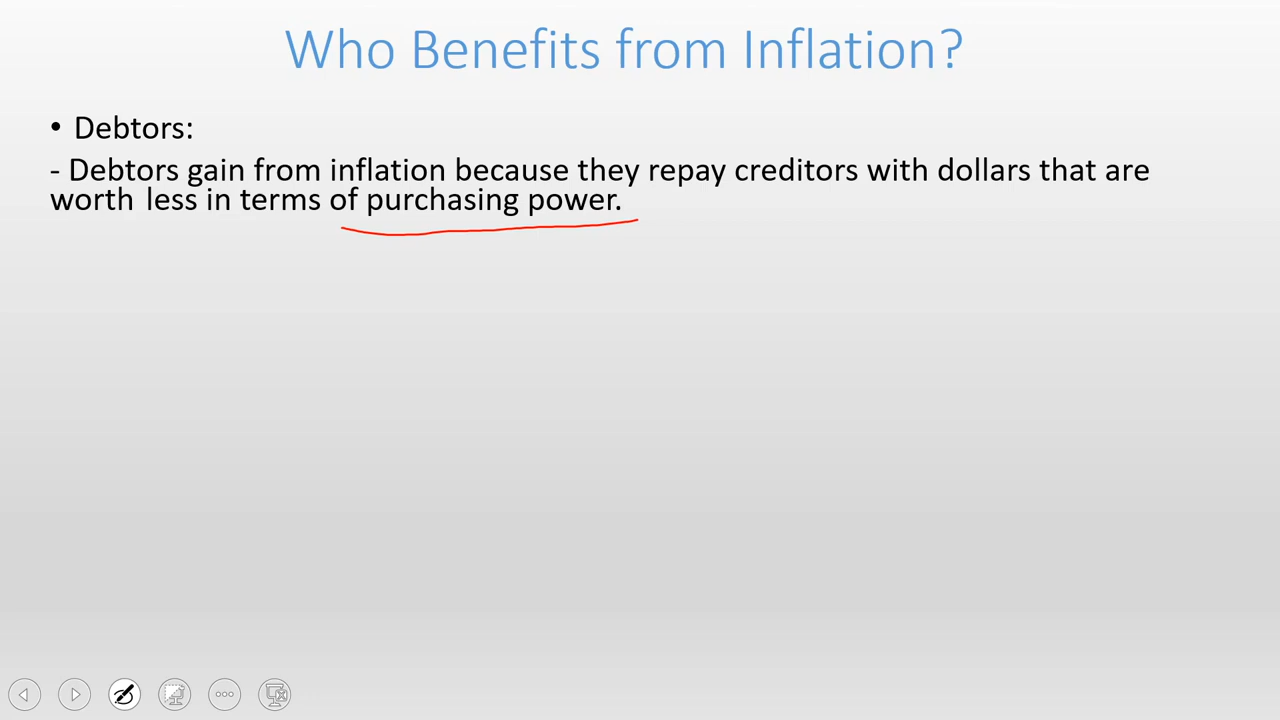 Who Benefits from Inflation?
• Debtors:
- Debtors gain from inflation because they repay creditors with dollars that are
worth less in terms of purchasing power.